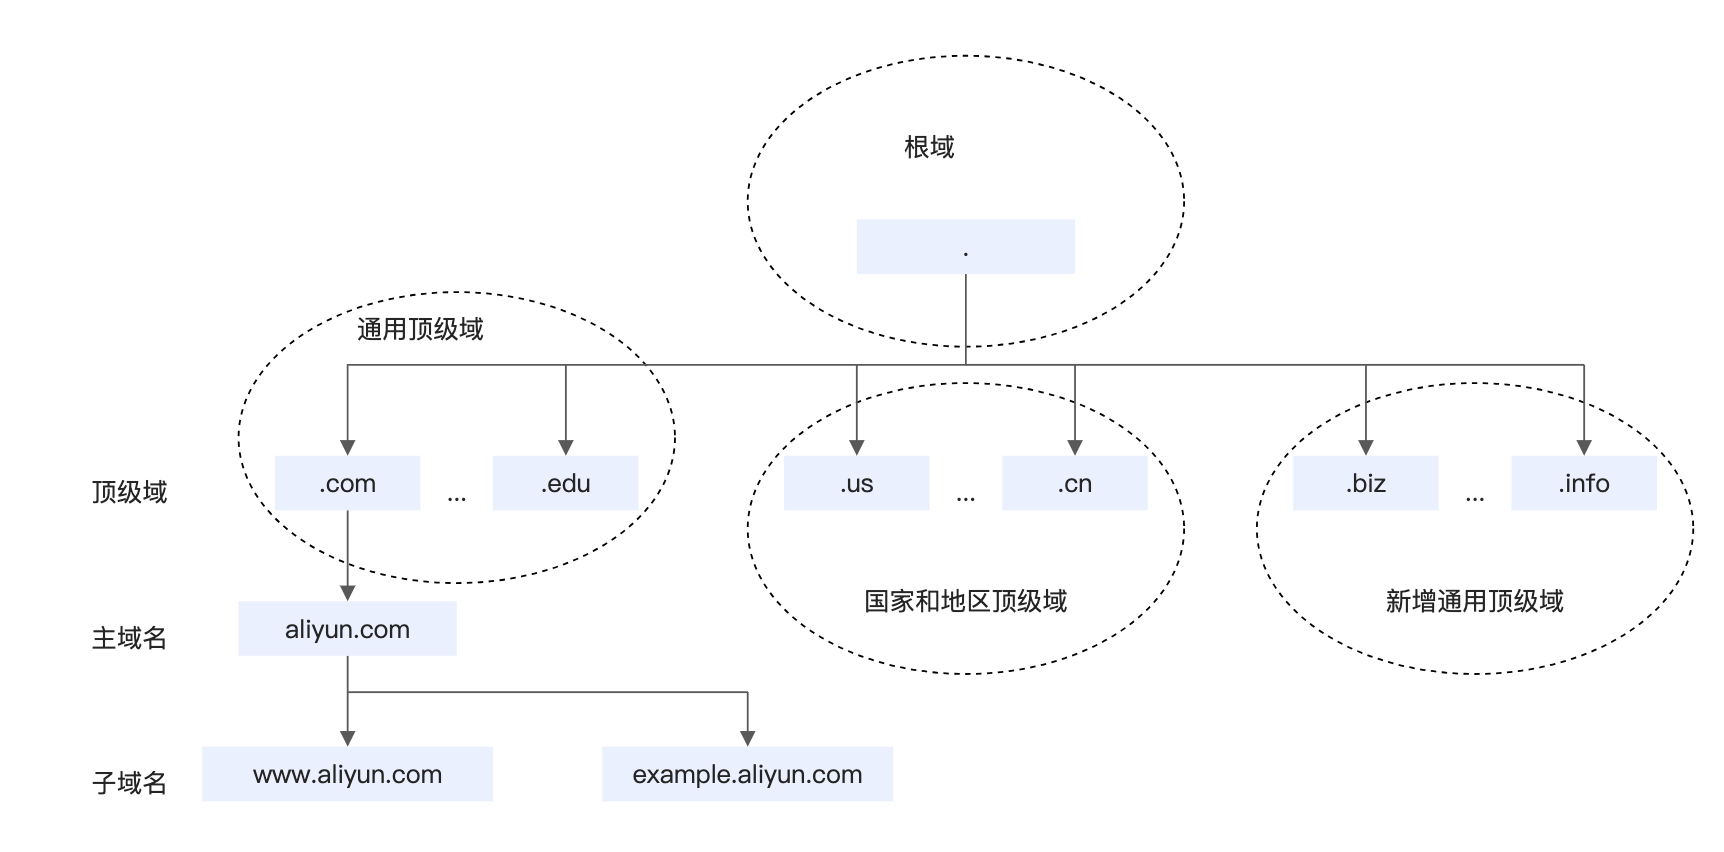 根域
.
通用顶级域
顶级域
.com
...
.edu
.us
...
.cn
.biz
...
.info
国家和地区顶级域
新增通用顶级域
主域名
aliyun.com
子域名
www.aliyun.com
example.aliyun.com